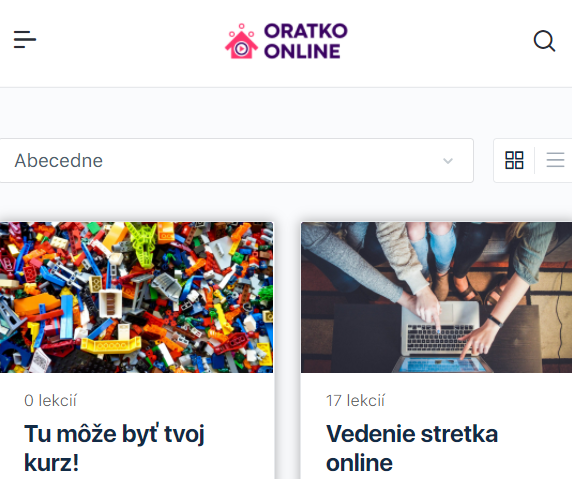 ORATKO
ONLINE
Abecedne
0 lekcií
Tu môže byť tvoj
kurz!
17 lekcií
Vedenie stretka
online